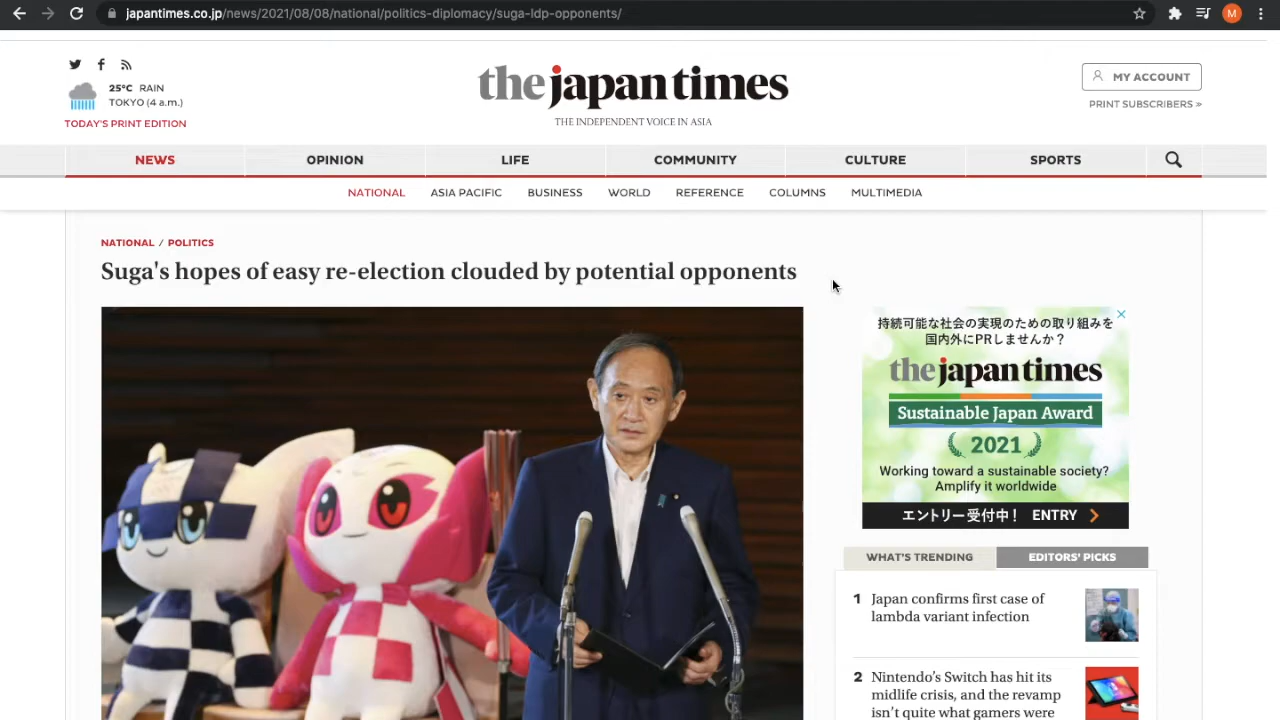 japantimes.co.jp/news/2021/08/08/national/politics-diplomacy/suga-ldp-opponents/
M
25°C RAIN
TOKYO (4 a.m.)
TODAY'S PRINT EDITION
the japan times
THE INDEPENDENT VOICE IN ASIA
MY ACCOUNT
PRINT SUBSCRIBERS »
NEWS OPINION LIFE COMMUNITY CULTURE SPORTS
NATIONAL ASIA PACIFIC BUSINESS WORLD REFERENCE COLUMNS MULTIMEDIA
NATIONAL / POLITICS
Suga's hopes of easy re-election clouded by potential opponents
持続可能な社会の実現のための取り組みを
国内外にPRしませんか？
the japan times
Sustainable Japan Award
2021
Working toward a sustainable society?
Amplify it worldwide
エントリー受付中！ ENTRY
WHAT'S TRENDING EDITORS' PICKS
1 Japan confirms first case of
lambda variant infection
2 Nintendo's Switch has hit its
midlife crisis, and the revamp
isn't quite what gamers were